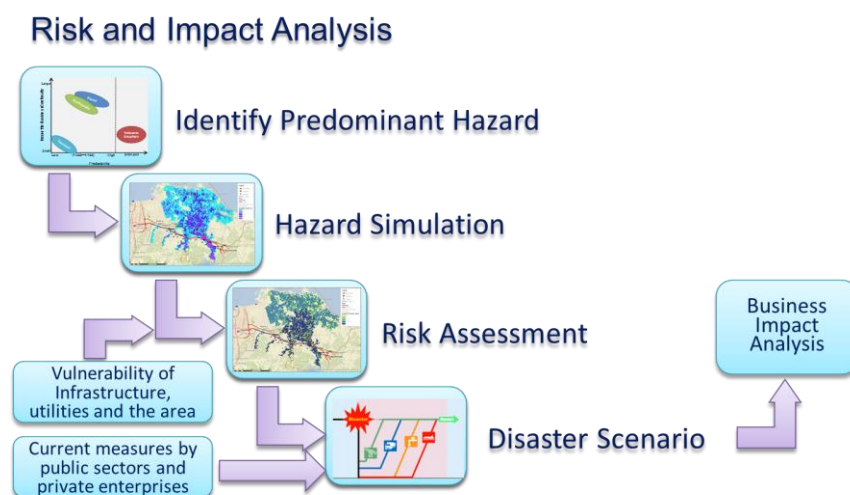 Risk and Impact Analysis
Identify Predominant Hazard
Hazard Simulation
Risk Assessment
Business
Impact
Analysis
Vulnerability of
Infrastructure,
utilities and the area
Disaster Scenario
Current measures by
public sectors and
private enterprises